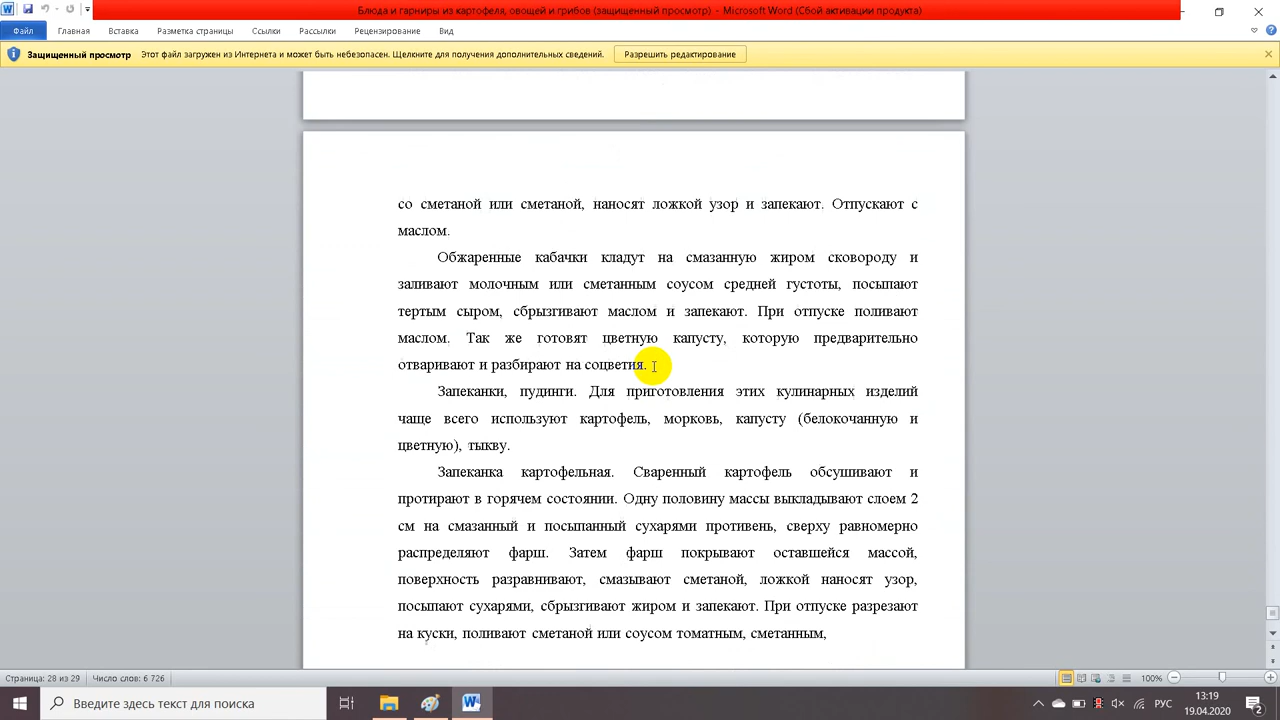 Блюда и гарниры из картофеля, овощей и грибов (защищенный просмотр) - Microsoft Word (Сбой активации продукта)
Файл Главная Вставка Разметка страницы Ссылки Рассылки Рецензирование Вид
Защищенный просмотр Этот файл загружен из Интернета и может быть небезопасен. Щелкните для получения дополнительных сведений. Разрешить редактирование
со сметаной или сметаной, наносят ложкой узор и запекают. Отпускают с
маслом.
Обжаренные кабачки кладут на смазанную жиром сковороду и
заливают молочным или сметанным соусом средней густоты, посыпают
тертым сыром, сбрызгивают маслом и запекают. При отпуске поливают
маслом. Так же готовят цветную капусту, которую предварительно
отваривают и разбирают на соцветия.
Запеканки, пудинги. Для приготовления этих кулинарных изделий
чаще всего используют картофель, морковь, капусту (белокочанную и
цветную), тыкву.
Запеканка картофельная. Сваренный картофель обсушивают и
протирают в горячем состоянии. Одну половину массы выкладывают слоем 2
см на смазанный и посыпанный сухарями противень, сверху равномерно
распределяют фарш. Затем фарш покрывают оставшейся массой,
поверхность разравнивают, смазывают сметаной, ложкой наносят узор,
посыпают сухарями, сбрызгивают жиром и запекают. При отпуске разрезают
на куски, поливают сметаной или соусом томатным, сметанным,
Страница: 28 из 29 Число слов: 6 726 100%
Введите здесь текст для поиска РУС 13:19
19.04.2020 2